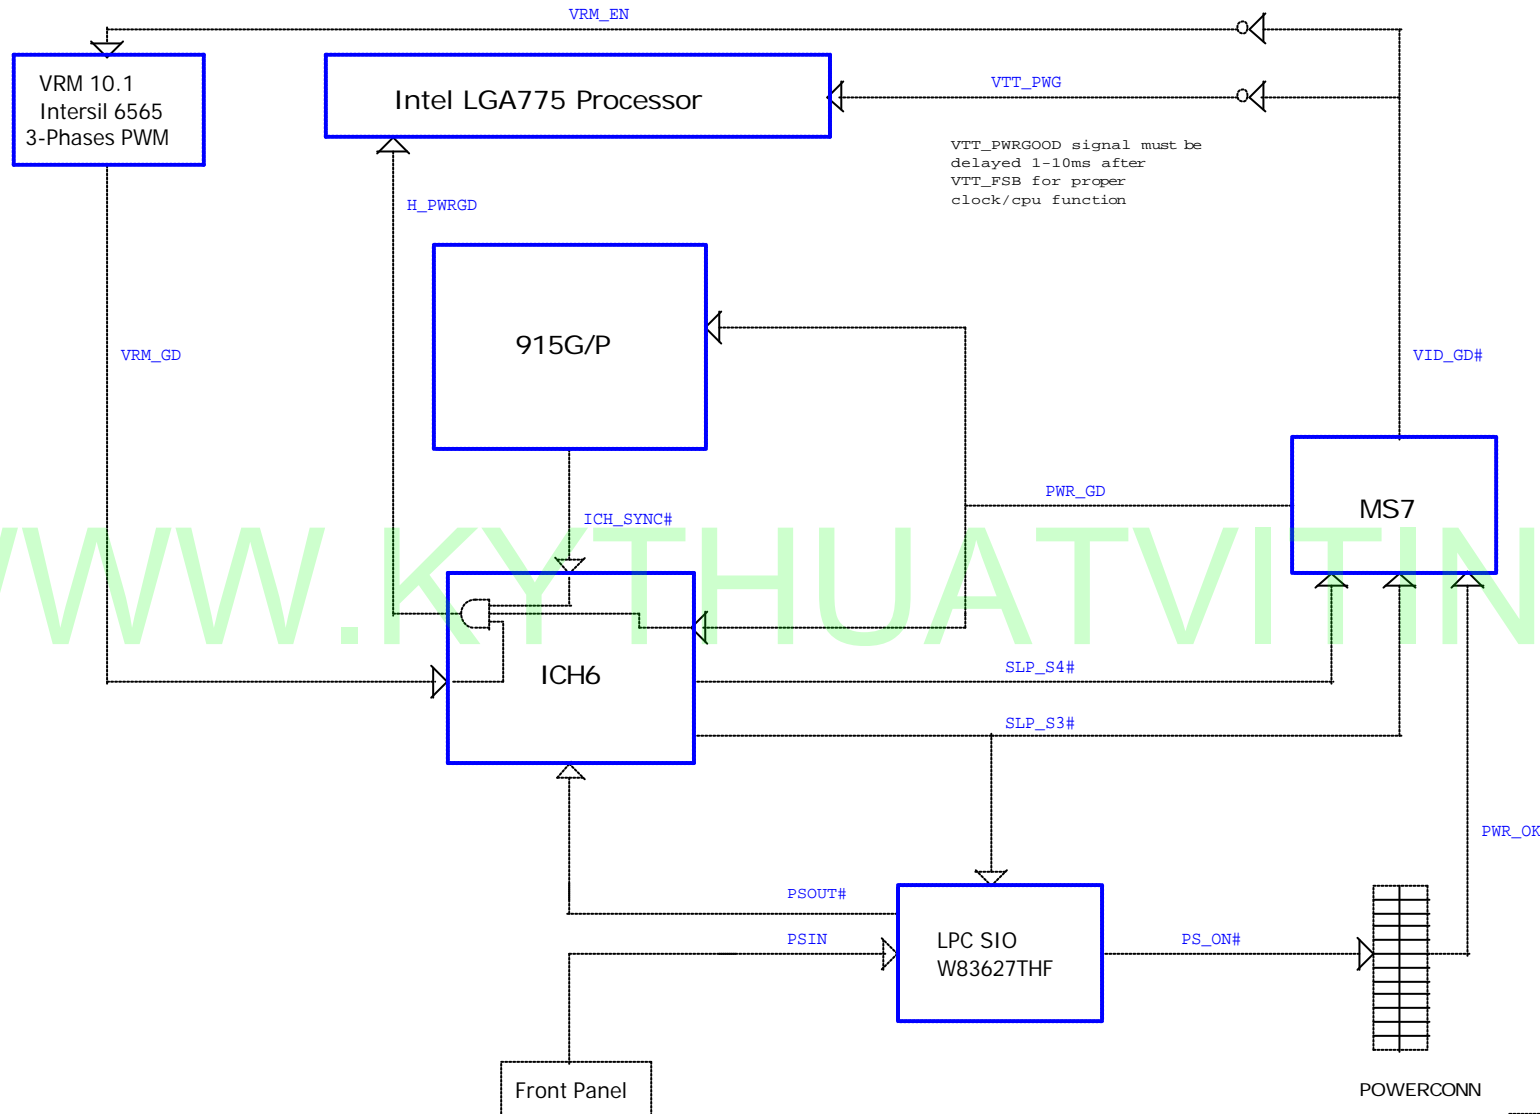 VRM_EN
VRM 10.1
Intersil 6565
3-Phases PWM
Intel LGA775 Processor
VTT_PWG
VTT_PWRGOOD signal must be
delayed 1-10ms after
VTT_FSB for proper
clock/cpu function
H_PWRGD
915G/P
VRM_GD
VID_GD#
PWR_GD
MS7
ICH_SYNC#
WWW.KYTHUATVITIN
ICH6
SLP_S4#
SLP_S3#
PWR_OK
PSOUT#
PSIN
LPC SIO
W83627THF
PS_ON#
Front Panel
POWERCONN